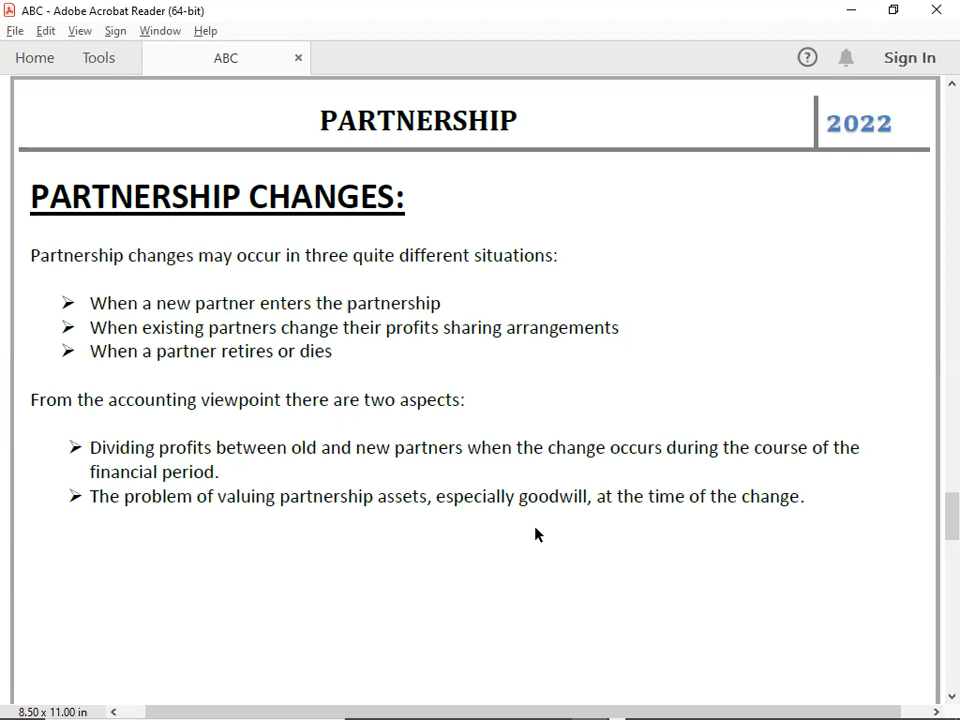 ABC - Adobe Acrobat Reader (64-bit)
File Edit View Sign Window Help
Home Tools ABC × ? Sign In
PARTNERSHIP
2022
PARTNERSHIP CHANGES:
Partnership changes may occur in three quite different situations:
➢ When a new partner enters the partnership
➢ When existing partners change their profits sharing arrangements
➢ When a partner retires or dies
From the accounting viewpoint there are two aspects:
➢ Dividing profits between old and new partners when the change occurs during the course of the
financial period.
➢ The problem of valuing partnership assets, especially goodwill, at the time of the change.
8.50 x 11.00 in